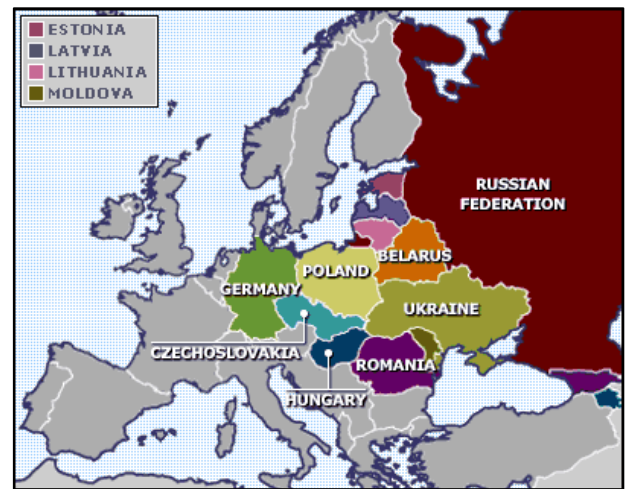 ESTONIA
LATVIA
LITHUANIA
MOLDOVA
RUSSIAN
FEDERATION
BELARUS
POLAND
GERMANY
UKRAINE
CZECHOSLOVAKIA
ROMANIA
HUNGARY